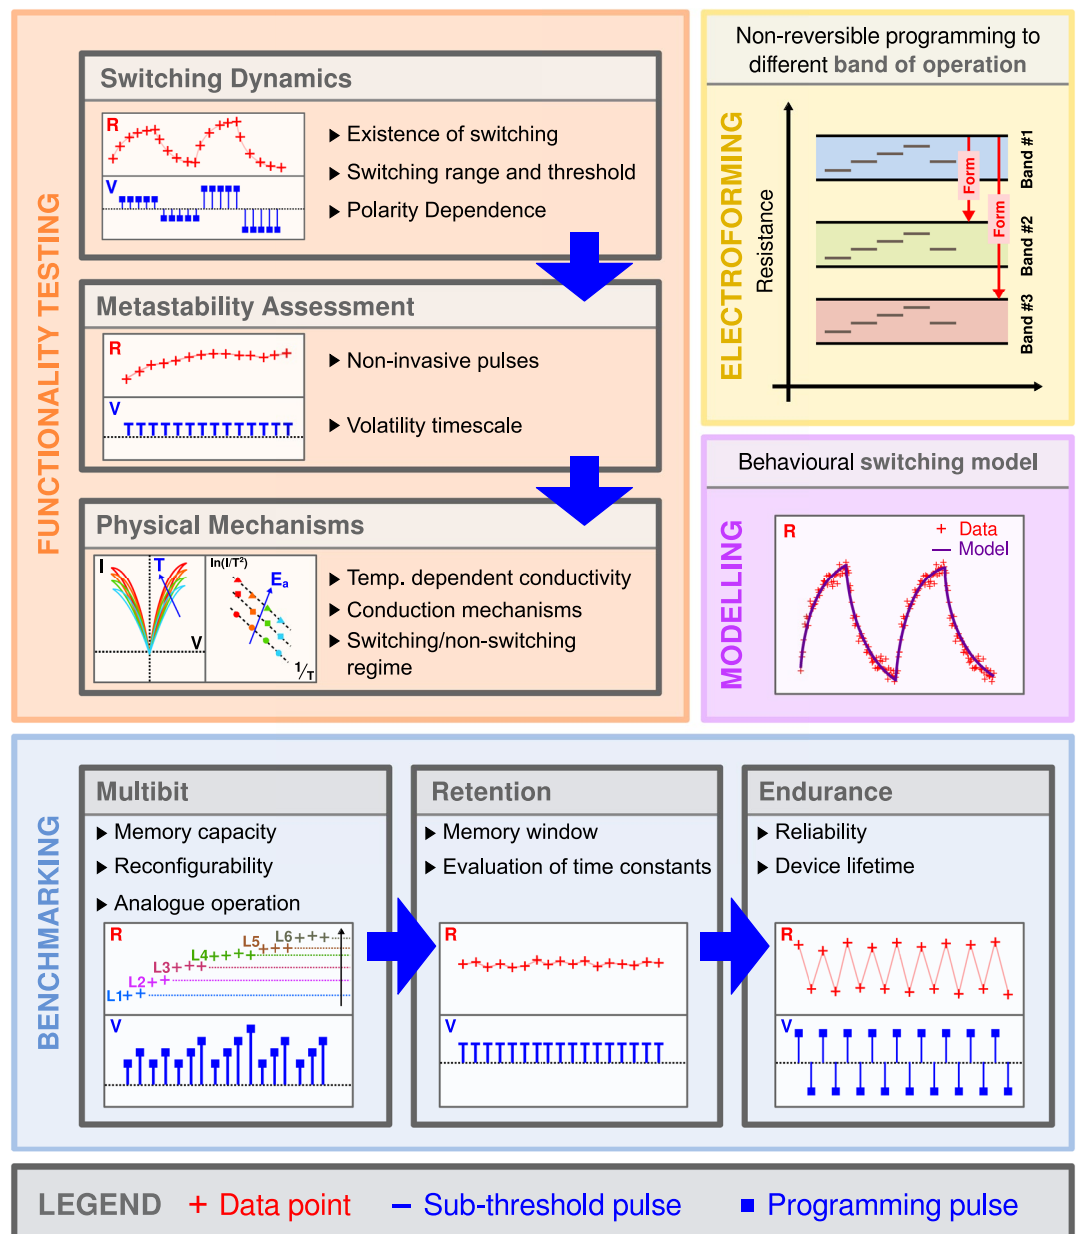 FUNCTIONALITY TESTING
Switching Dynamics
R
V
Existence of switching
Switching range and threshold
Polarity Dependence
Metastability Assessment
R
V
Non-invasive pulses
Volatility timescale
Physical Mechanisms
I
T
V
ln(I/T²)
Eₐ
1/T
Temp. dependent conductivity
Conduction mechanisms
Switching/non-switching
regime
ELECTROFORMING
Non-reversible programming to
different band of operation
Resistance
Form
Form
Band #1
Band #2
Band #3
MODELLING
Behavioural switching model
R
Data
Model
BENCHMARKING
Multibit
Memory capacity
Reconfigurability
Analogue operation
R
L6
L5
L4
L3
L2
L1
V
Retention
Memory window
Evaluation of time constants
R
V
Endurance
Reliability
Device lifetime
R
V
LEGEND + Data point – Sub-threshold pulse ■ Programming pulse